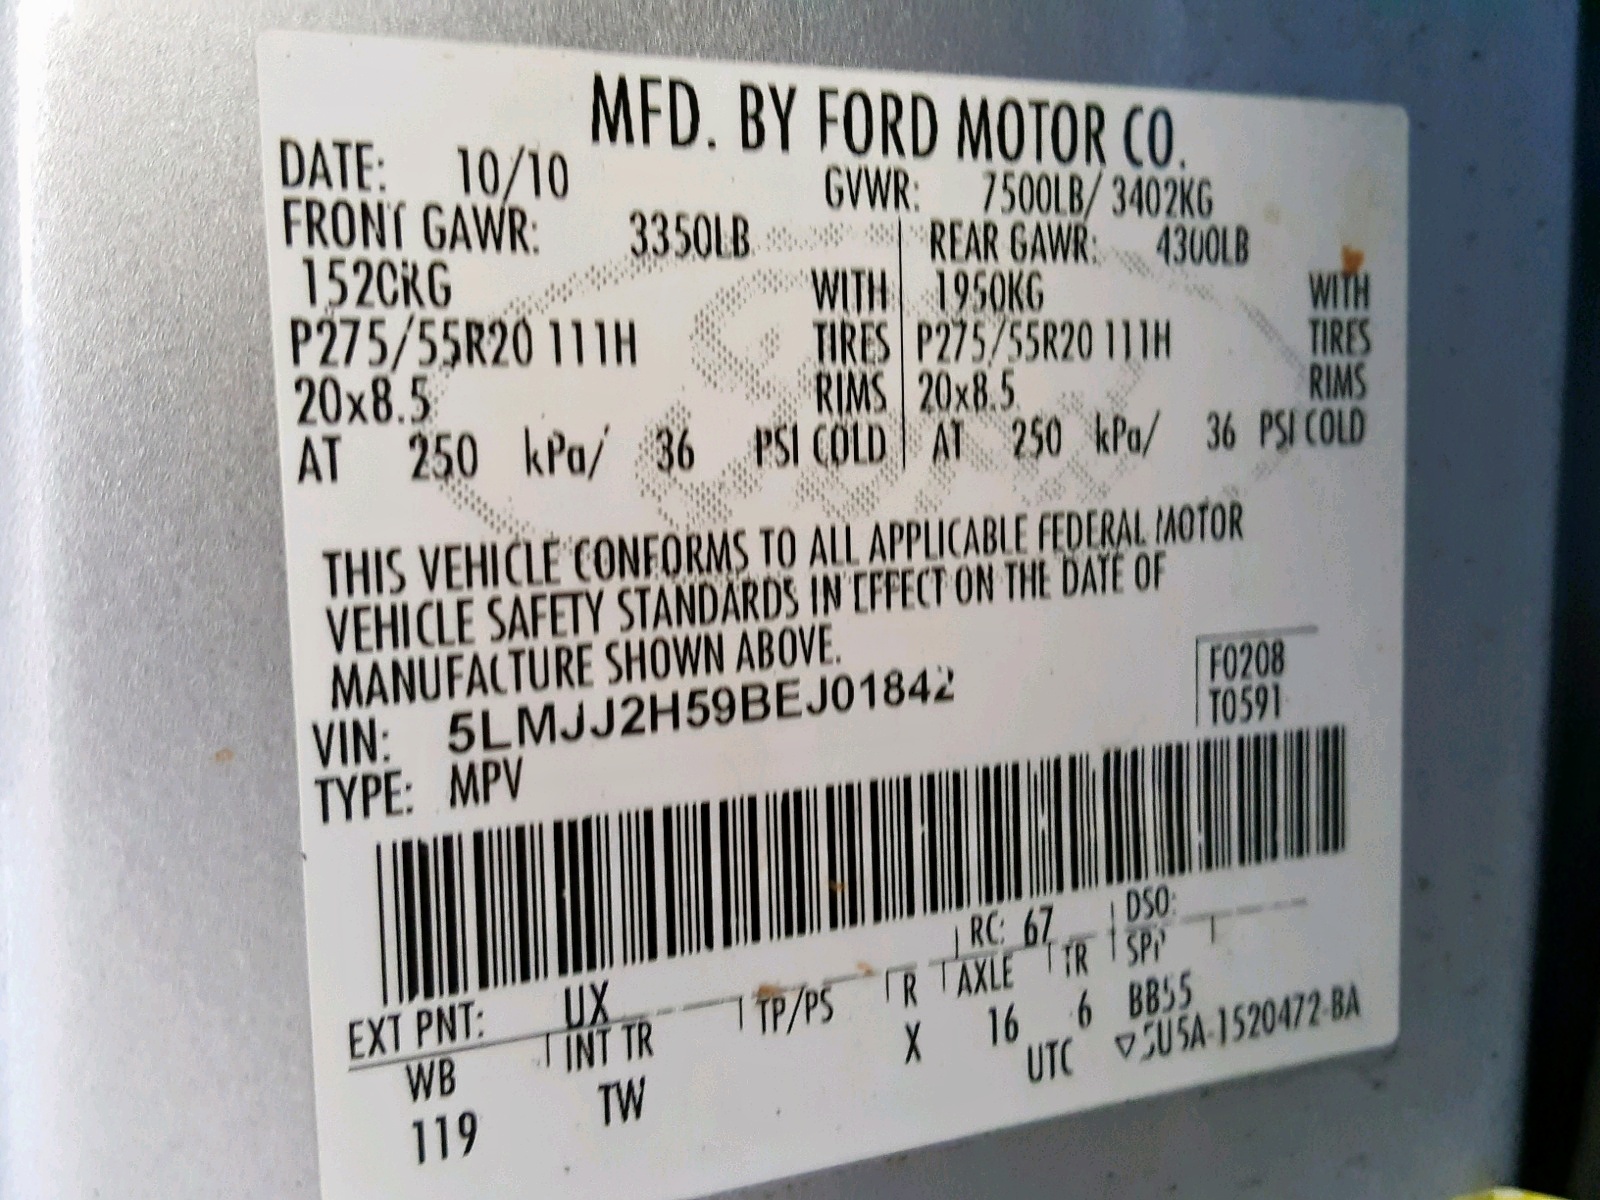 MFD. BY FORD MOTOR CO.
DATE: 10/10 GVWR: 7500LB/ 3402KG
FRONT GAWR: 3350LB REAR GAWR: 4300LB
1520KG WITH 1950KG WITH
P275/55R20 111H TIRES P275/55R20 111H TIRES
20x8.5 RIMS 20x8.5 RIMS
AT 250 kPa/ 36 PSI COLD AT 250 kPa/ 36 PSI COLD
THIS VEHICLE CONFORMS TO ALL APPLICABLE FEDERAL MOTOR
VEHICLE SAFETY STANDARDS IN EFFECT ON THE DATE OF
MANUFACTURE SHOWN ABOVE.
F0208
VIN: 5LMJJ2H59BEJ01842 T0591
TYPE: MPV
EXT PNT: UX RC: 67 DSO:
WB INT TR TP/PS R AXLE TR SPR
119 TW X 16 6 BB55
UTC ▽5U5A-1520472-BA